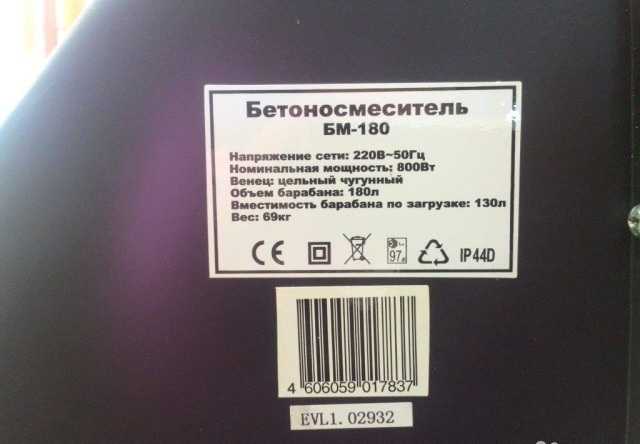 Бетоносмеситель
БМ-180
Напряжение сети: 220В~50Гц
Номинальная мощность: 800Вт
Венец: цельный чугунный
Объем барабана: 180л
Вместимость барабана по загрузке: 130л
Вес: 69кг
CE 97 IP44D
4 606059 017837
EVL1.02932